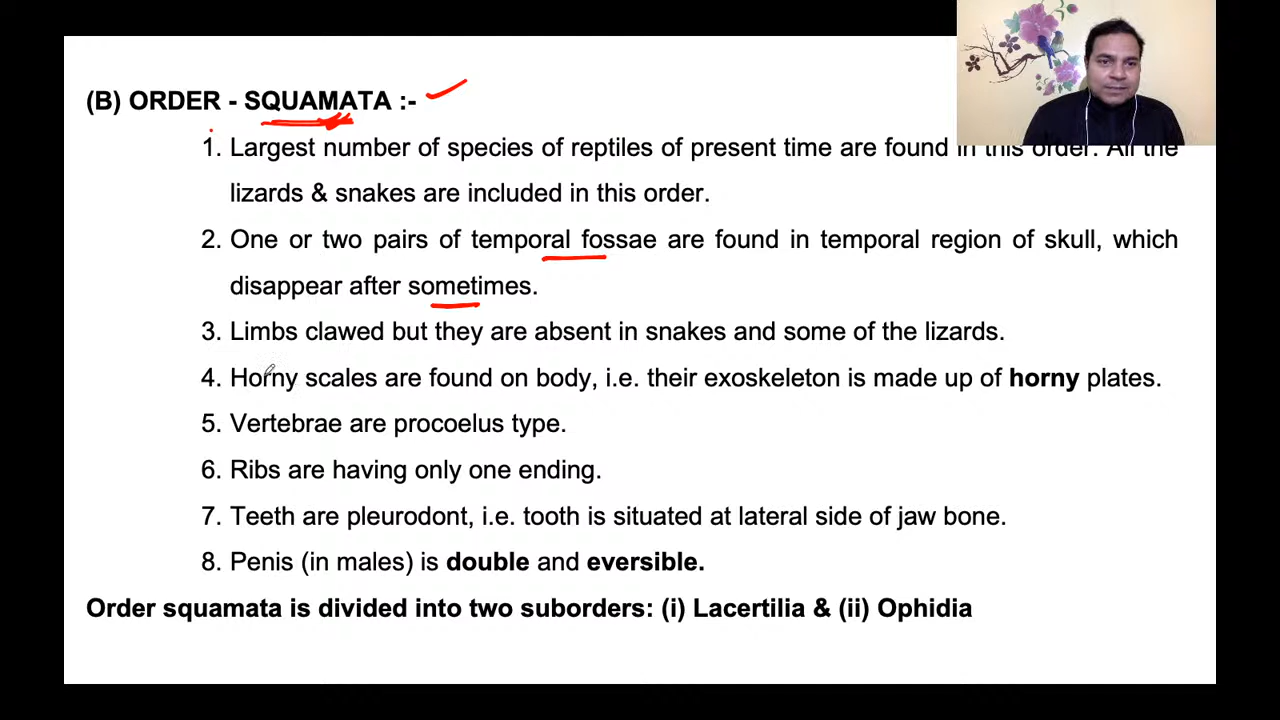 (B) ORDER - SQUAMATA :-
1. Largest number of species of reptiles of present time are found in this order. All the
lizards & snakes are included in this order.
2. One or two pairs of temporal fossae are found in temporal region of skull, which
disappear after sometimes.
3. Limbs clawed but they are absent in snakes and some of the lizards.
4. Horny scales are found on body, i.e. their exoskeleton is made up of horny plates.
5. Vertebrae are procoelus type.
6. Ribs are having only one ending.
7. Teeth are pleurodont, i.e. tooth is situated at lateral side of jaw bone.
8. Penis (in males) is double and eversible.
Order squamata is divided into two suborders: (i) Lacertilia & (ii) Ophidia